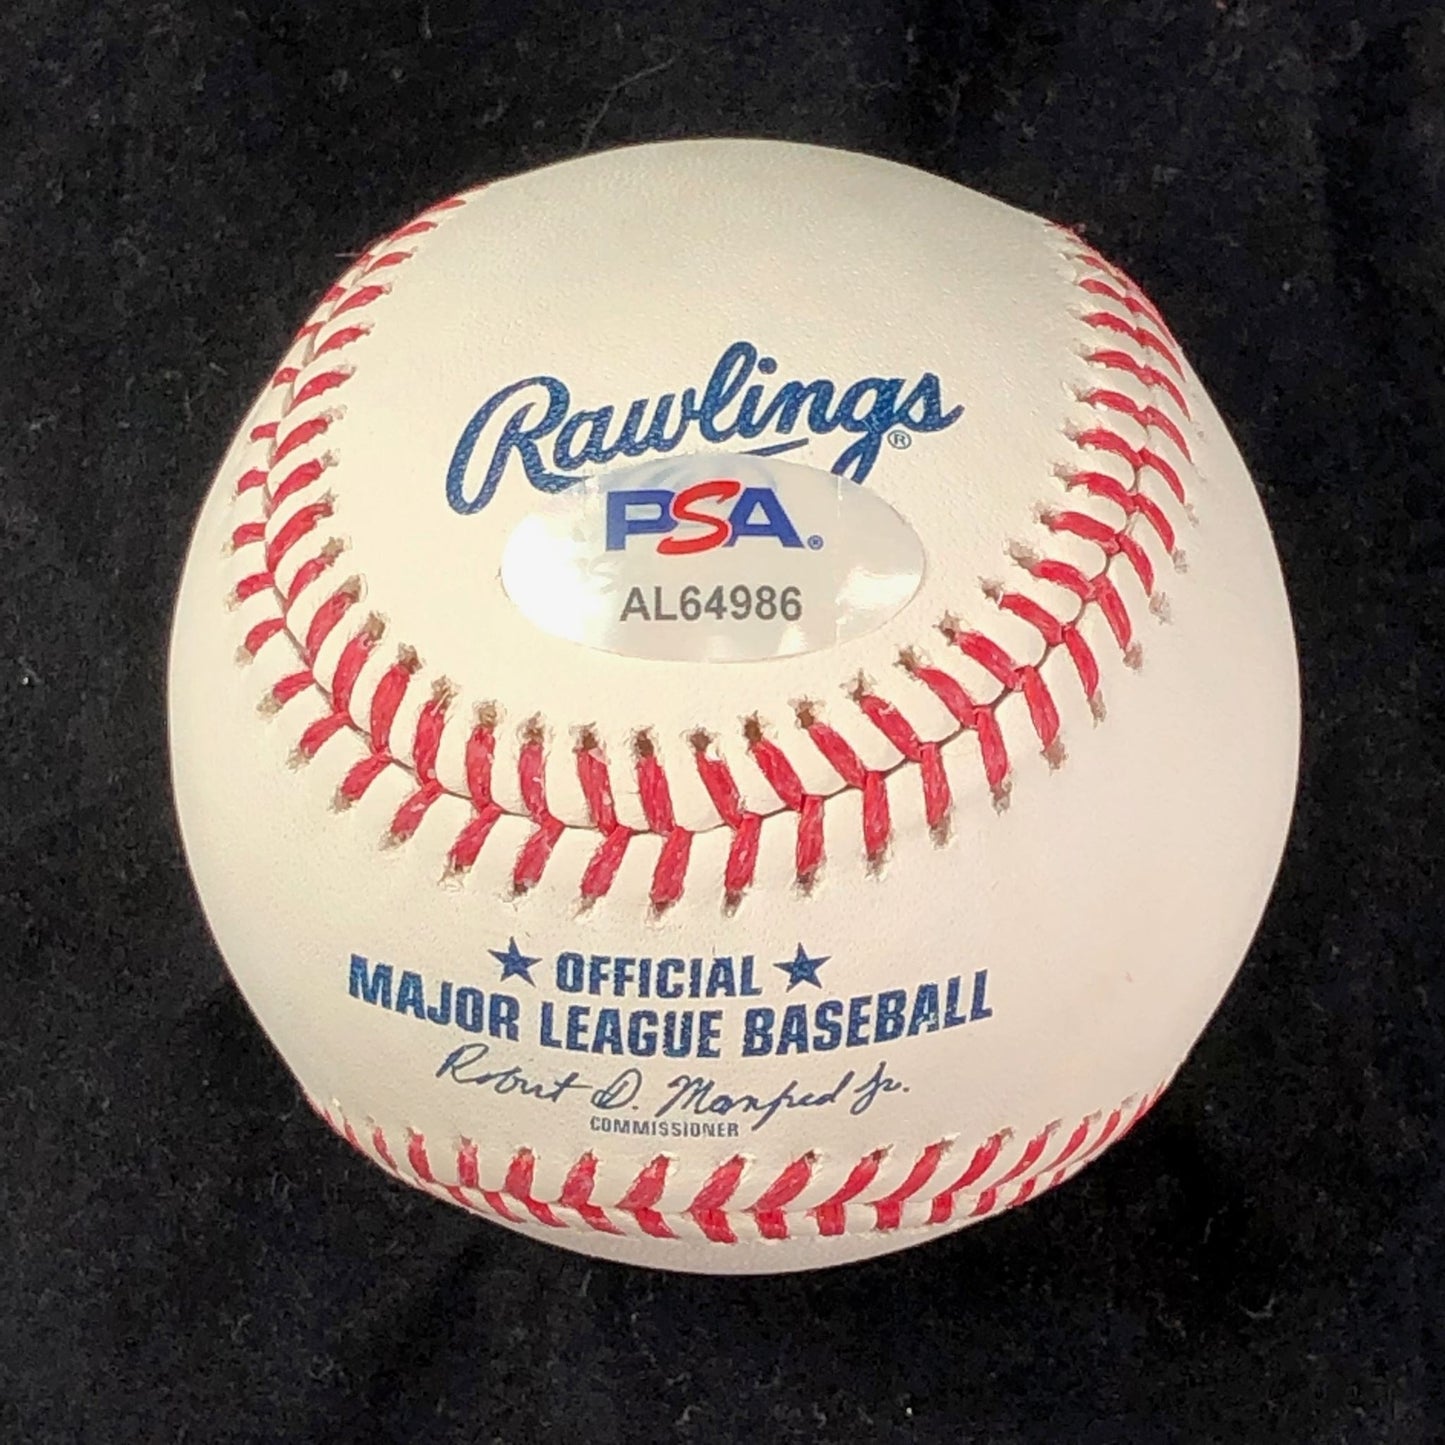 Rawlings®
PSA®
AL64986
★ OFFICIAL ★
MAJOR LEAGUE BASEBALL
Robert D. Manfred Jr.
COMMISSIONER